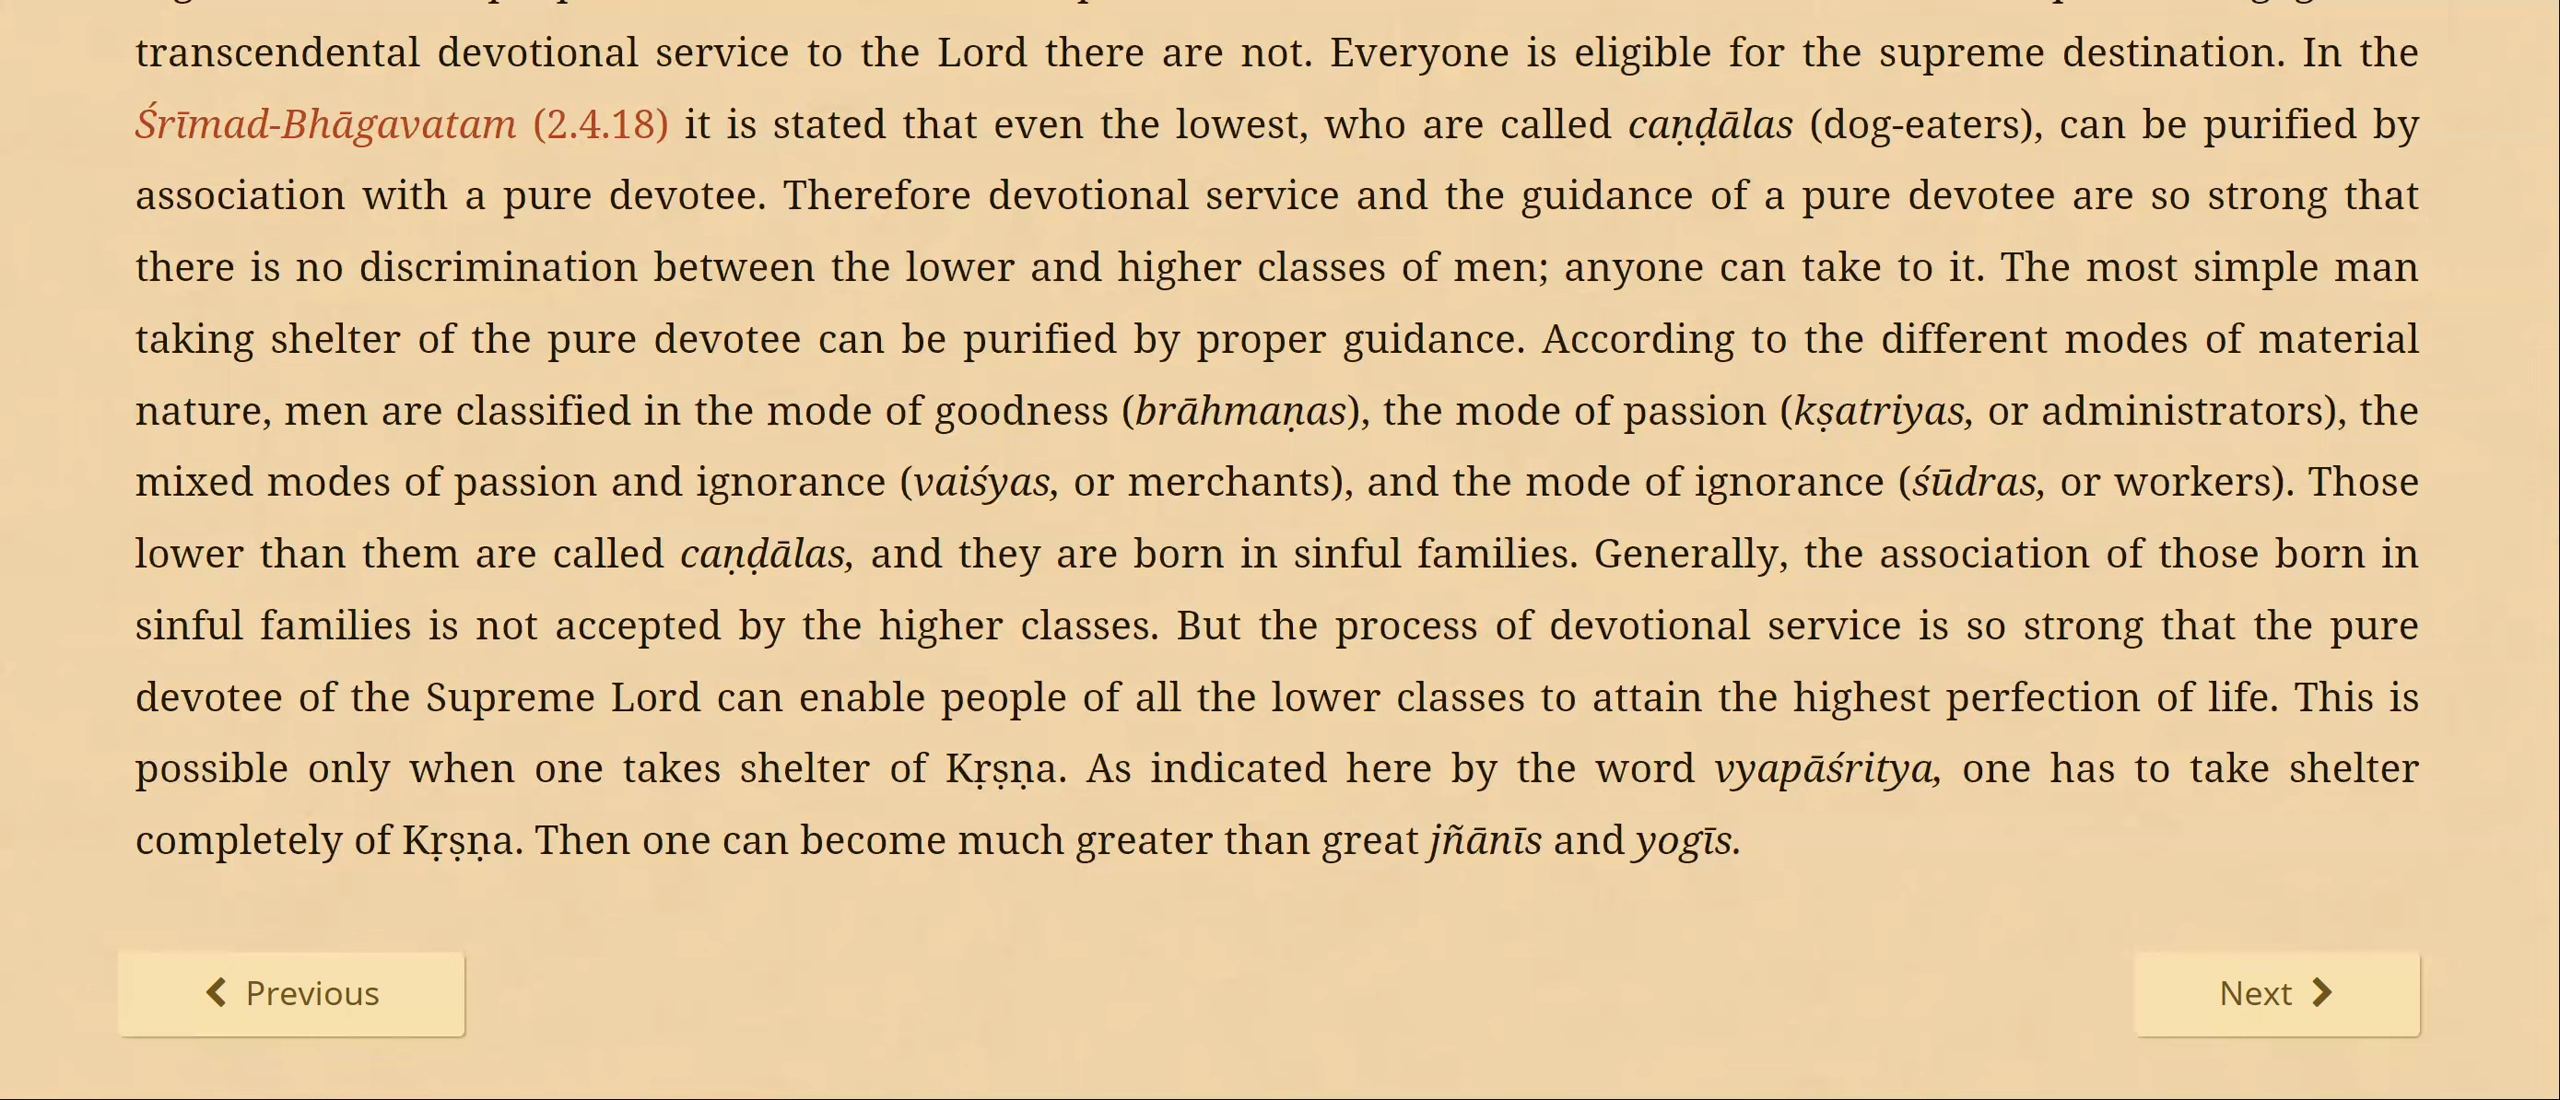 transcendental devotional service to the Lord there are not. Everyone is eligible for the supreme destination. In the
Śrīmad-Bhāgavatam (2.4.18) it is stated that even the lowest, who are called caṇḍālas (dog-eaters), can be purified by
association with a pure devotee. Therefore devotional service and the guidance of a pure devotee are so strong that
there is no discrimination between the lower and higher classes of men; anyone can take to it. The most simple man
taking shelter of the pure devotee can be purified by proper guidance. According to the different modes of material
nature, men are classified in the mode of goodness (brāhmaṇas), the mode of passion (kṣatriyas, or administrators), the
mixed modes of passion and ignorance (vaiśyas, or merchants), and the mode of ignorance (śūdras, or workers). Those
lower than them are called caṇḍālas, and they are born in sinful families. Generally, the association of those born in
sinful families is not accepted by the higher classes. But the process of devotional service is so strong that the pure
devotee of the Supreme Lord can enable people of all the lower classes to attain the highest perfection of life. This is
possible only when one takes shelter of Kṛṣṇa. As indicated here by the word vyapāśritya, one has to take shelter
completely of Kṛṣṇa. Then one can become much greater than great jñānīs and yogīs.
Previous
Next